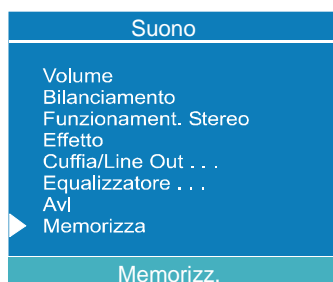 Suono
Volume
Bilanciamento
Funzionament. Stereo
Effetto
Cuffia/Line Out . . .
Equalizzatore . . .
Avl
Memorizza
Memorizz.